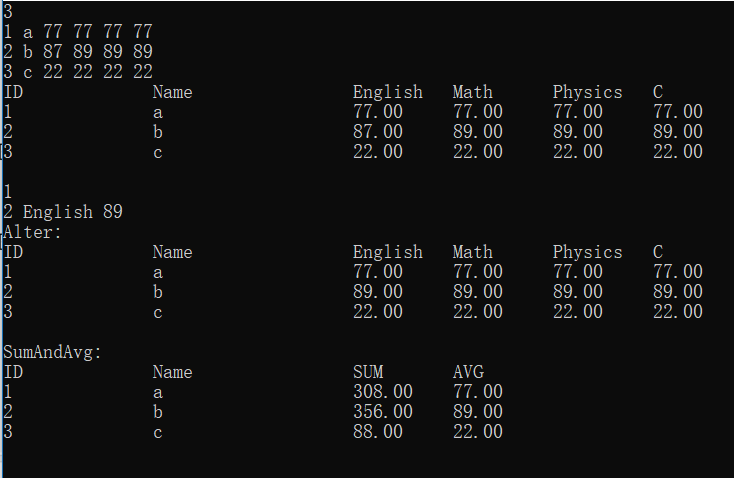 3
1 a 77 77 77 77
2 b 87 89 89 89
3 c 22 22 22 22
ID Name English Math Physics C
1 a 77.00 77.00 77.00 77.00
2 b 87.00 89.00 89.00 89.00
3 c 22.00 22.00 22.00 22.00
1
2 English 89
Alter:
ID Name English Math Physics C
1 a 77.00 77.00 77.00 77.00
2 b 89.00 89.00 89.00 89.00
3 c 22.00 22.00 22.00 22.00
SumAndAvg:
ID Name SUM AVG
1 a 308.00 77.00
2 b 356.00 89.00
3 c 88.00 22.00